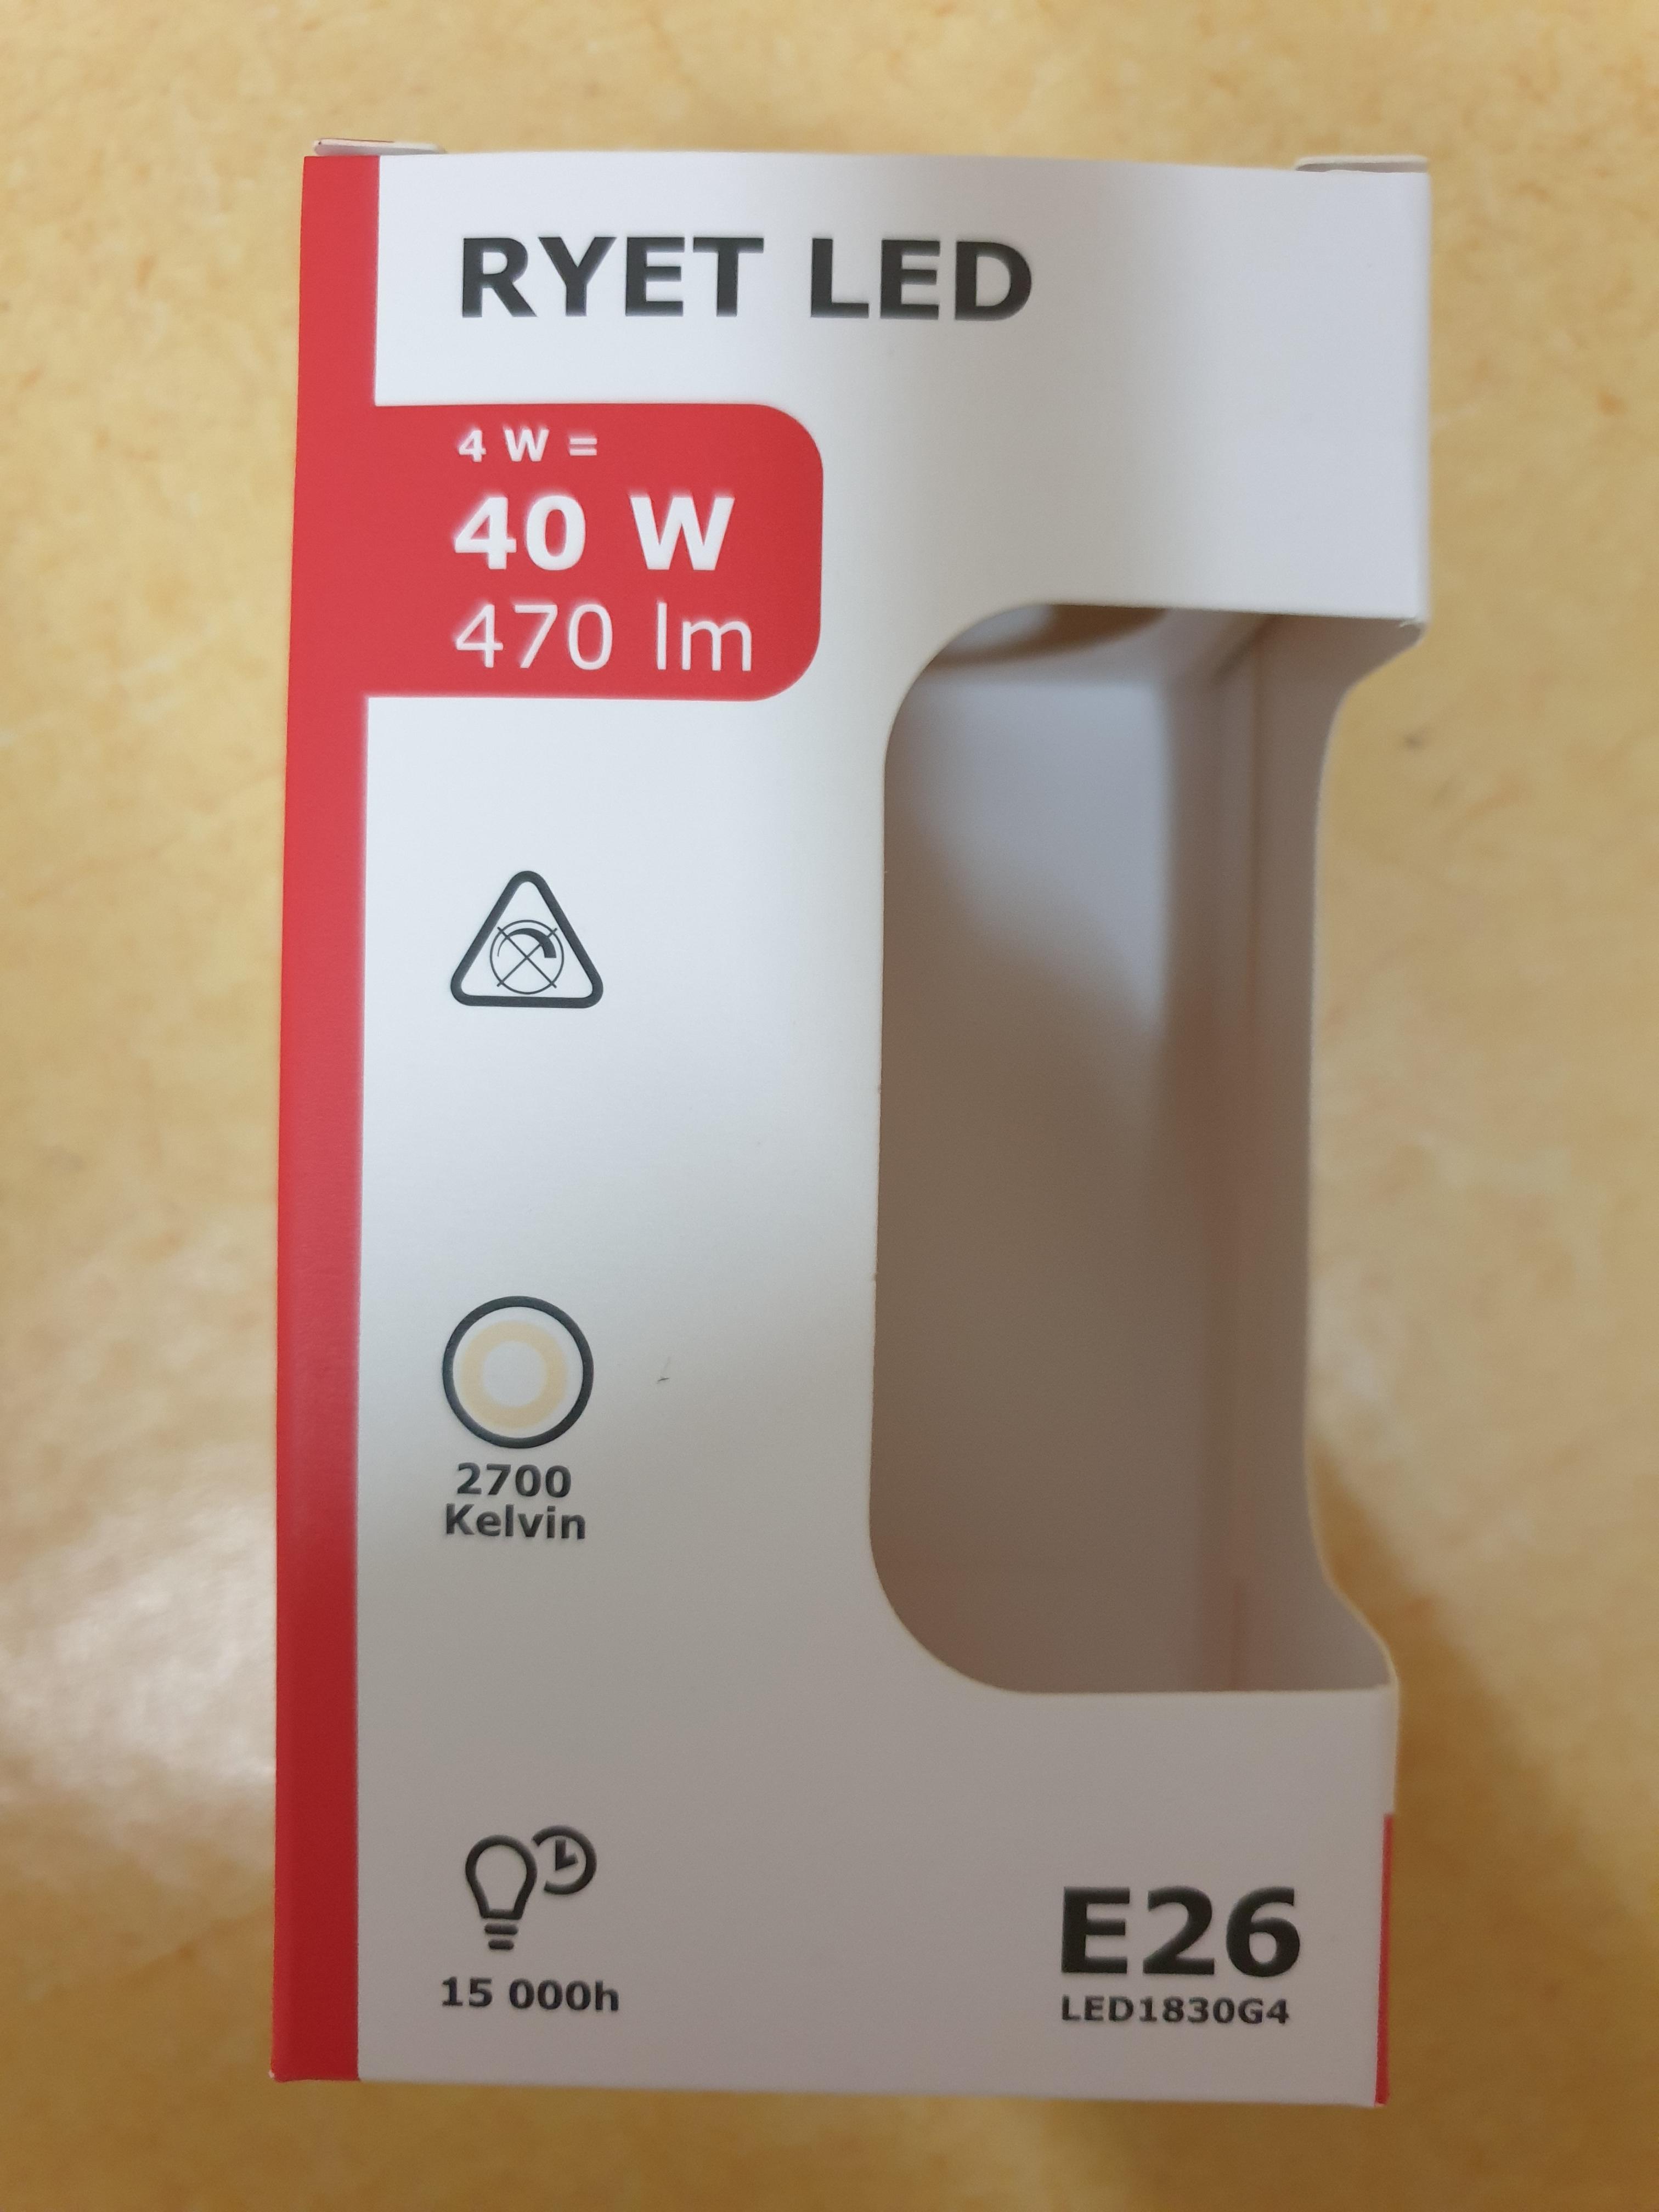 RYET LED
4 W =
40 W
470 lm
2700
Kelvin
15 000h
E26
LED1830G4